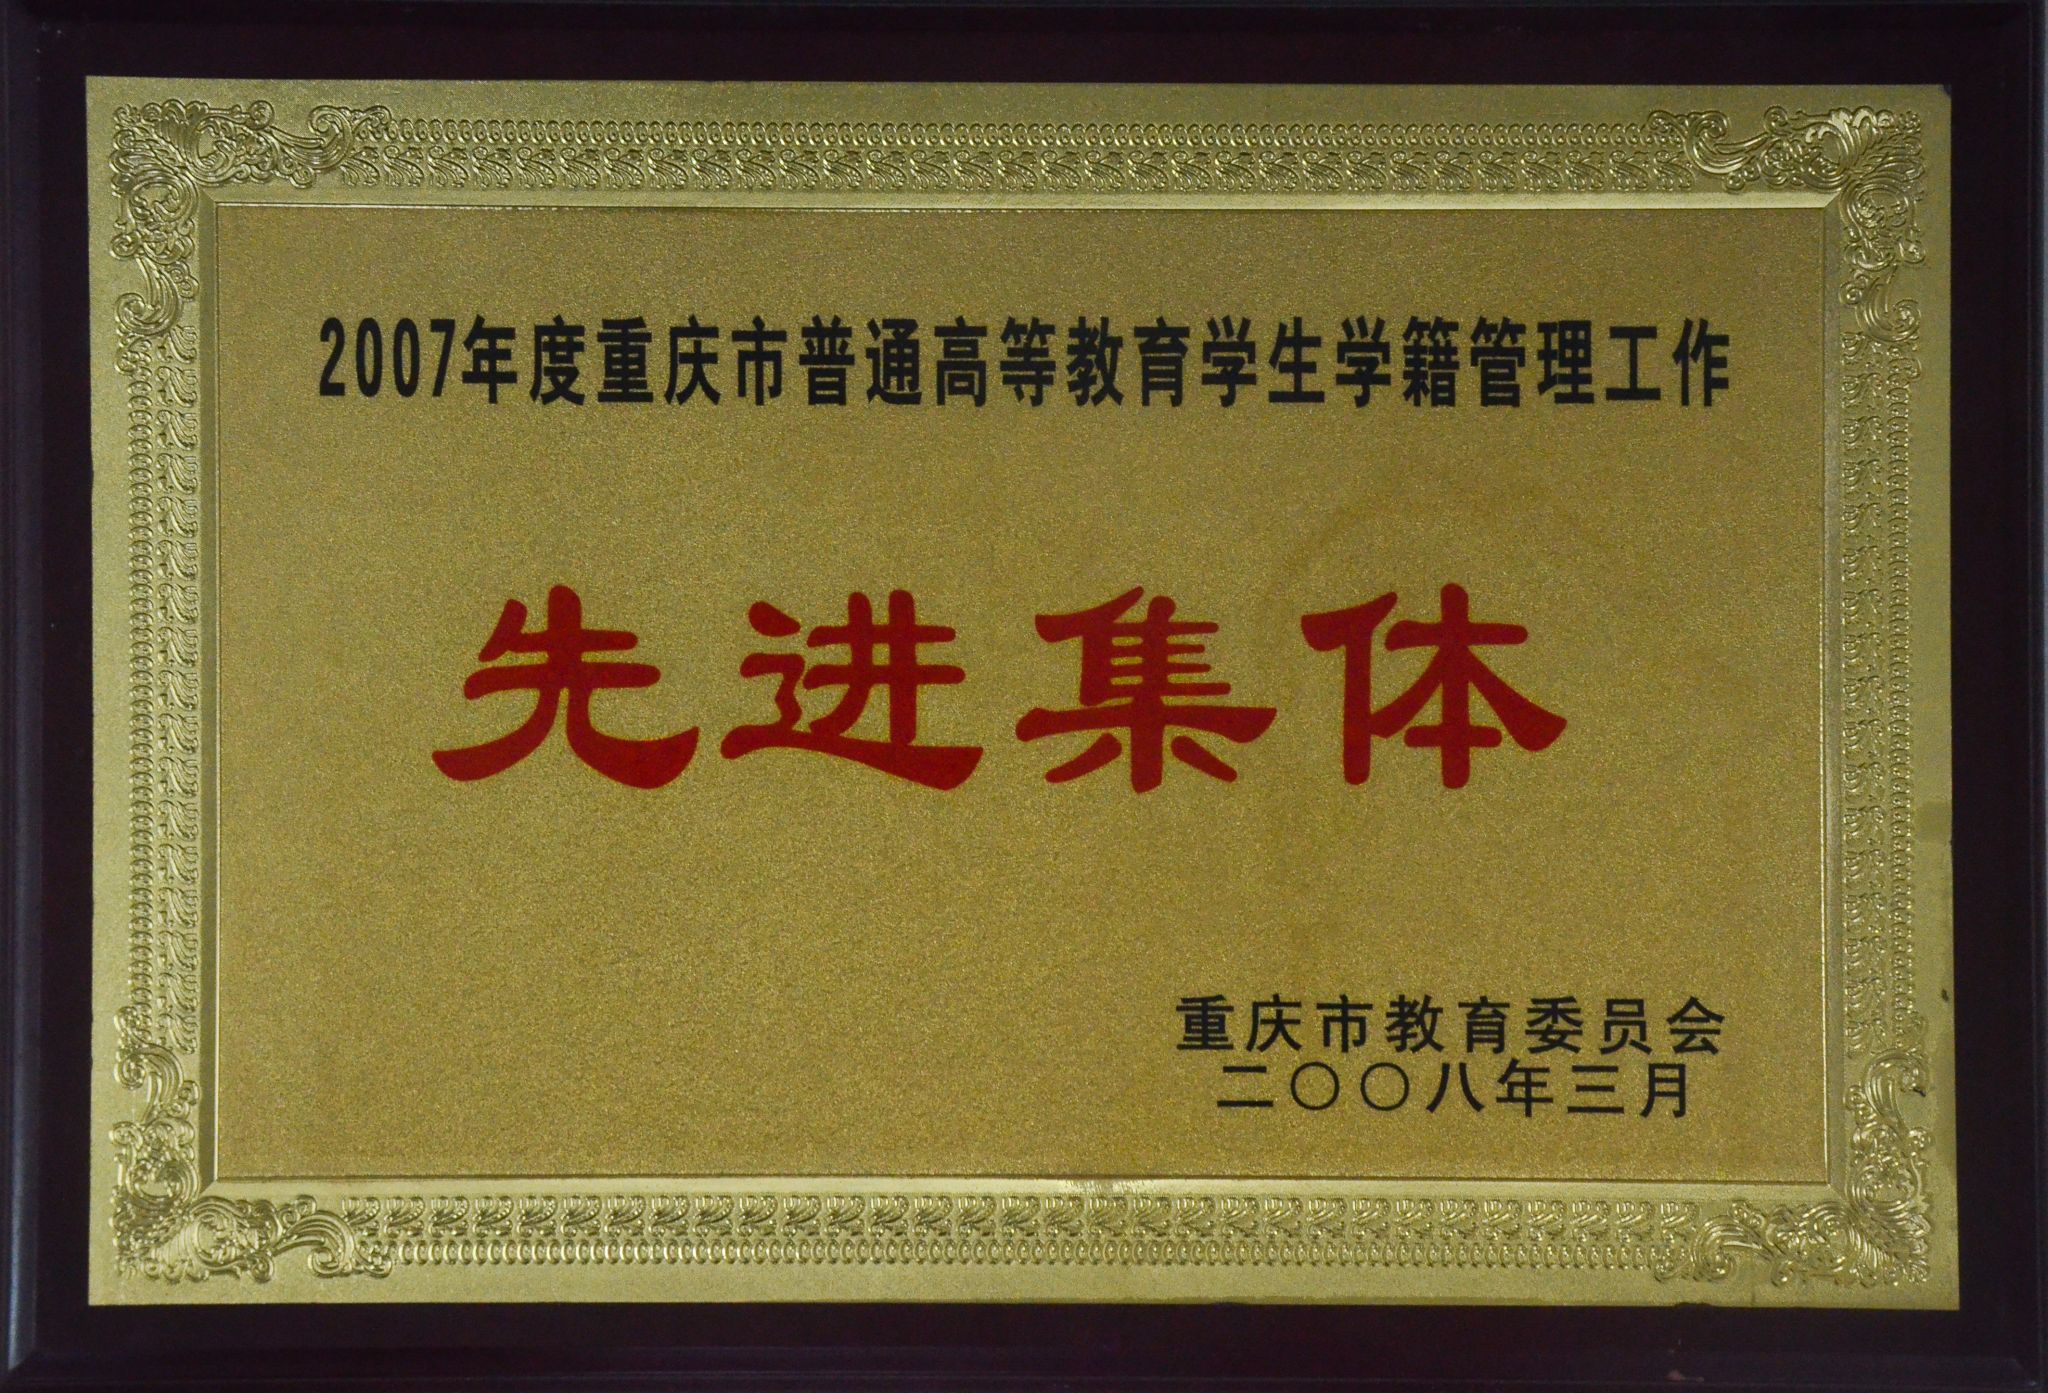 2007年度重庆市普通高等教育学生学籍管理工作
先进集体
重庆市教育委员会
二〇〇八年三月